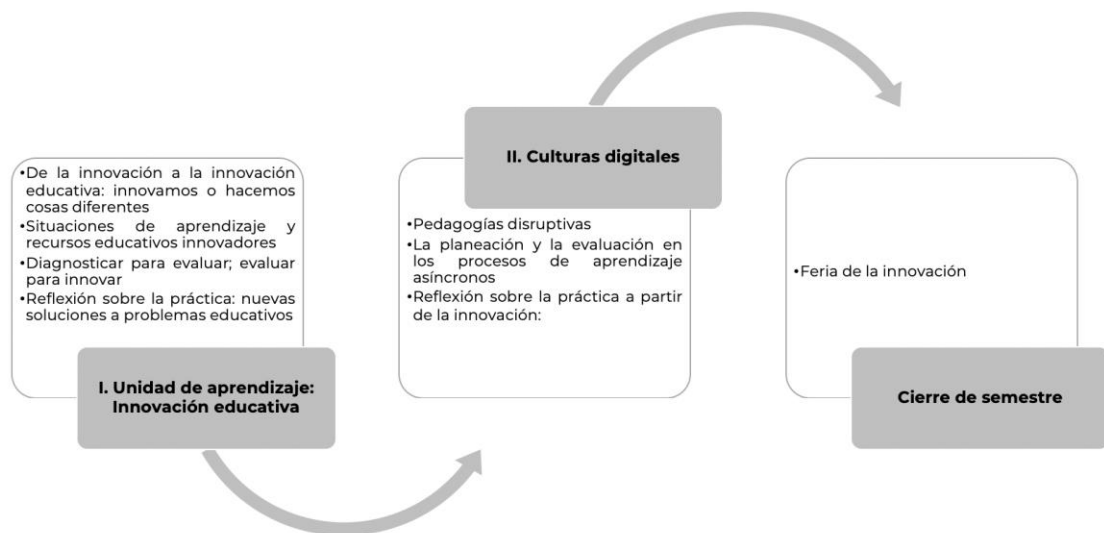 •De la innovación a la innovación
educativa: innovamos o hacemos
cosas diferentes
•Situaciones de aprendizaje y
recursos educativos innovadores
•Diagnosticar para evaluar; evaluar
para innovar
•Reflexión sobre la práctica: nuevas
soluciones a problemas educativos
I. Unidad de aprendizaje:
Innovación educativa
II. Culturas digitales
•Pedagogías disruptivas
•La planeación y la evaluación en
los procesos de aprendizaje
asíncronos
•Reflexión sobre la práctica a partir
de la innovación:
•Feria de la innovación
Cierre de semestre